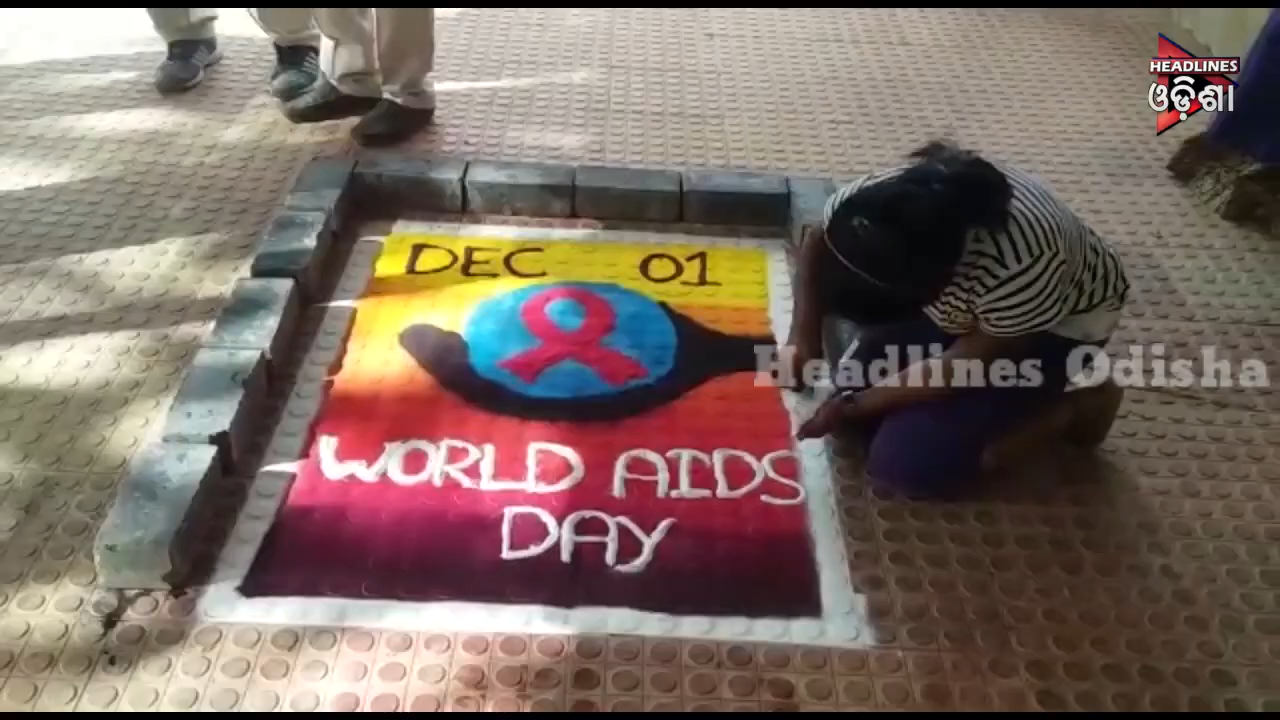 HEADLINES
ଓଡ଼ିଶା
DEC 01
Headlines Odisha
WORLD AIDS
DAY